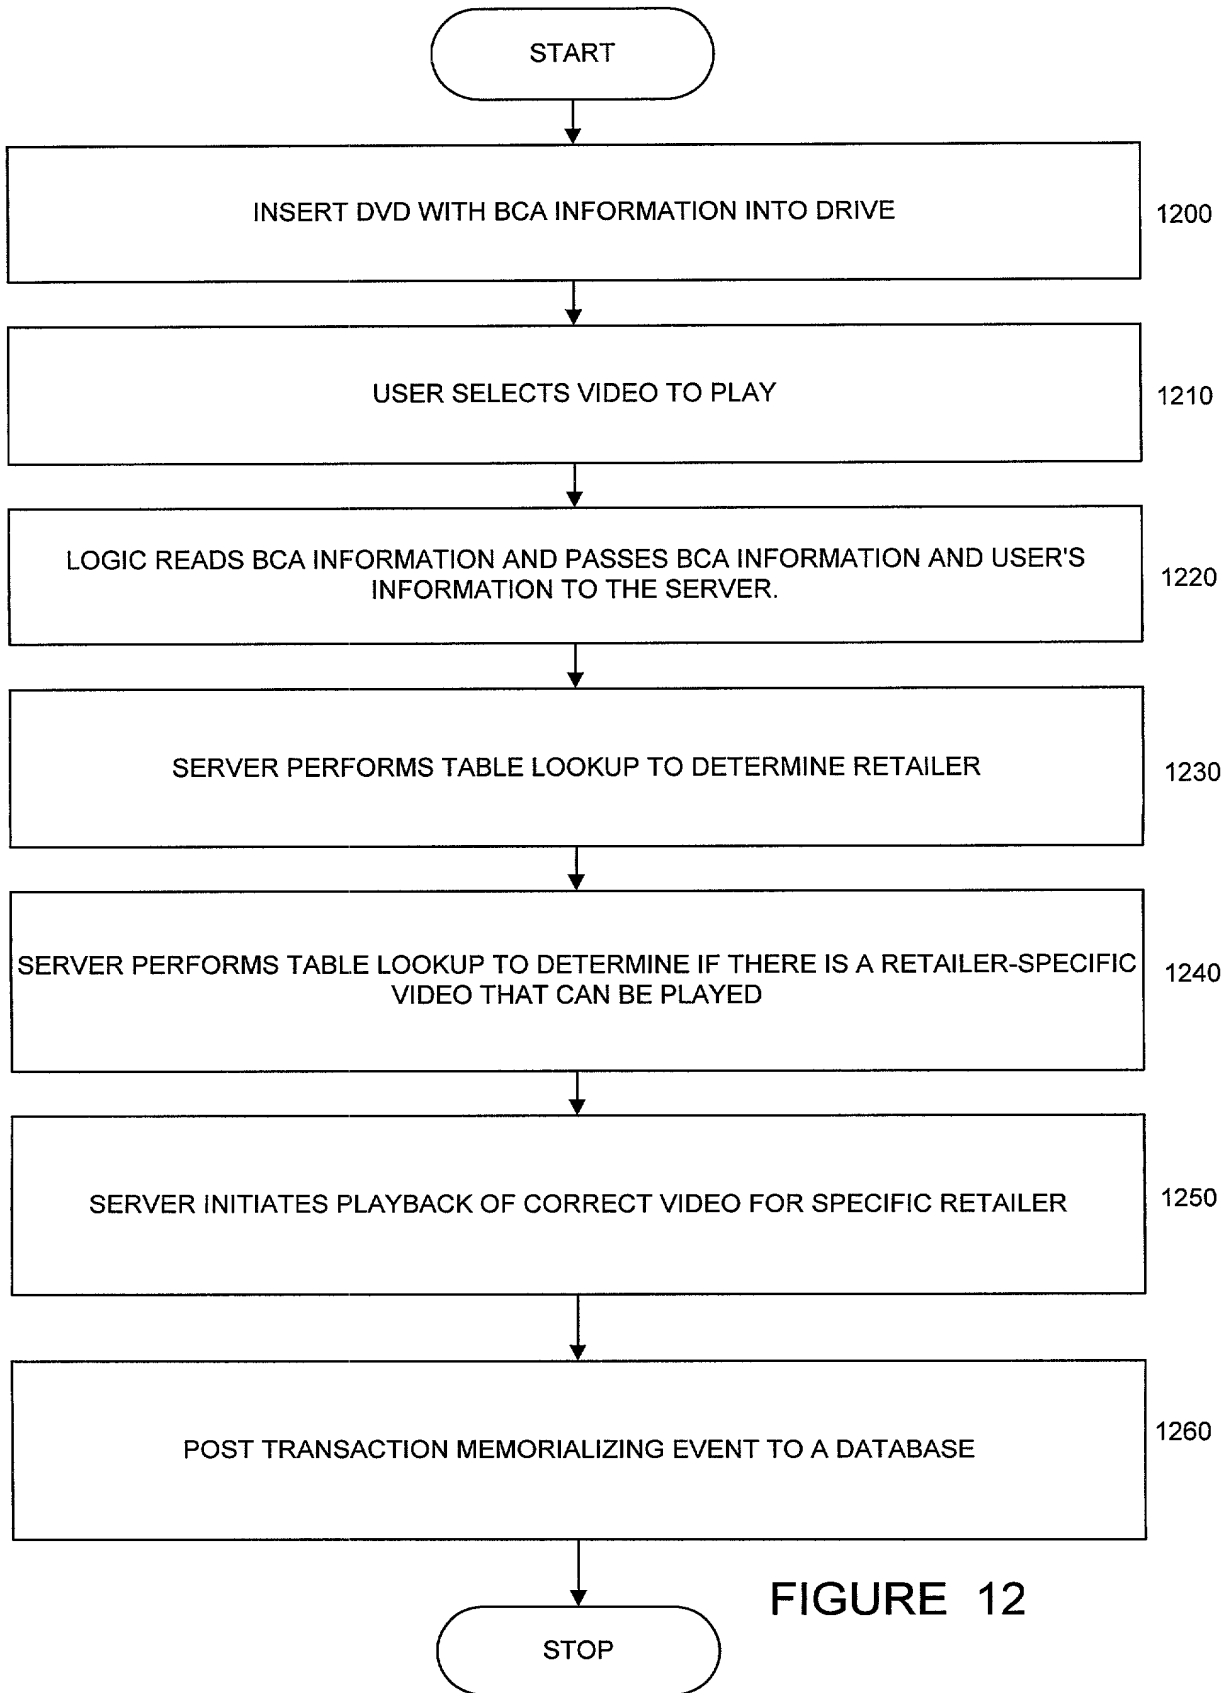 START
INSERT DVD WITH BCA INFORMATION INTO DRIVE
1200
USER SELECTS VIDEO TO PLAY
1210
LOGIC READS BCA INFORMATION AND PASSES BCA INFORMATION AND USER'S
INFORMATION TO THE SERVER.
1220
SERVER PERFORMS TABLE LOOKUP TO DETERMINE RETAILER
1230
SERVER PERFORMS TABLE LOOKUP TO DETERMINE IF THERE IS A RETAILER-SPECIFIC
VIDEO THAT CAN BE PLAYED
1240
SERVER INITIATES PLAYBACK OF CORRECT VIDEO FOR SPECIFIC RETAILER
1250
POST TRANSACTION MEMORIALIZING EVENT TO A DATABASE
1260
FIGURE 12
STOP